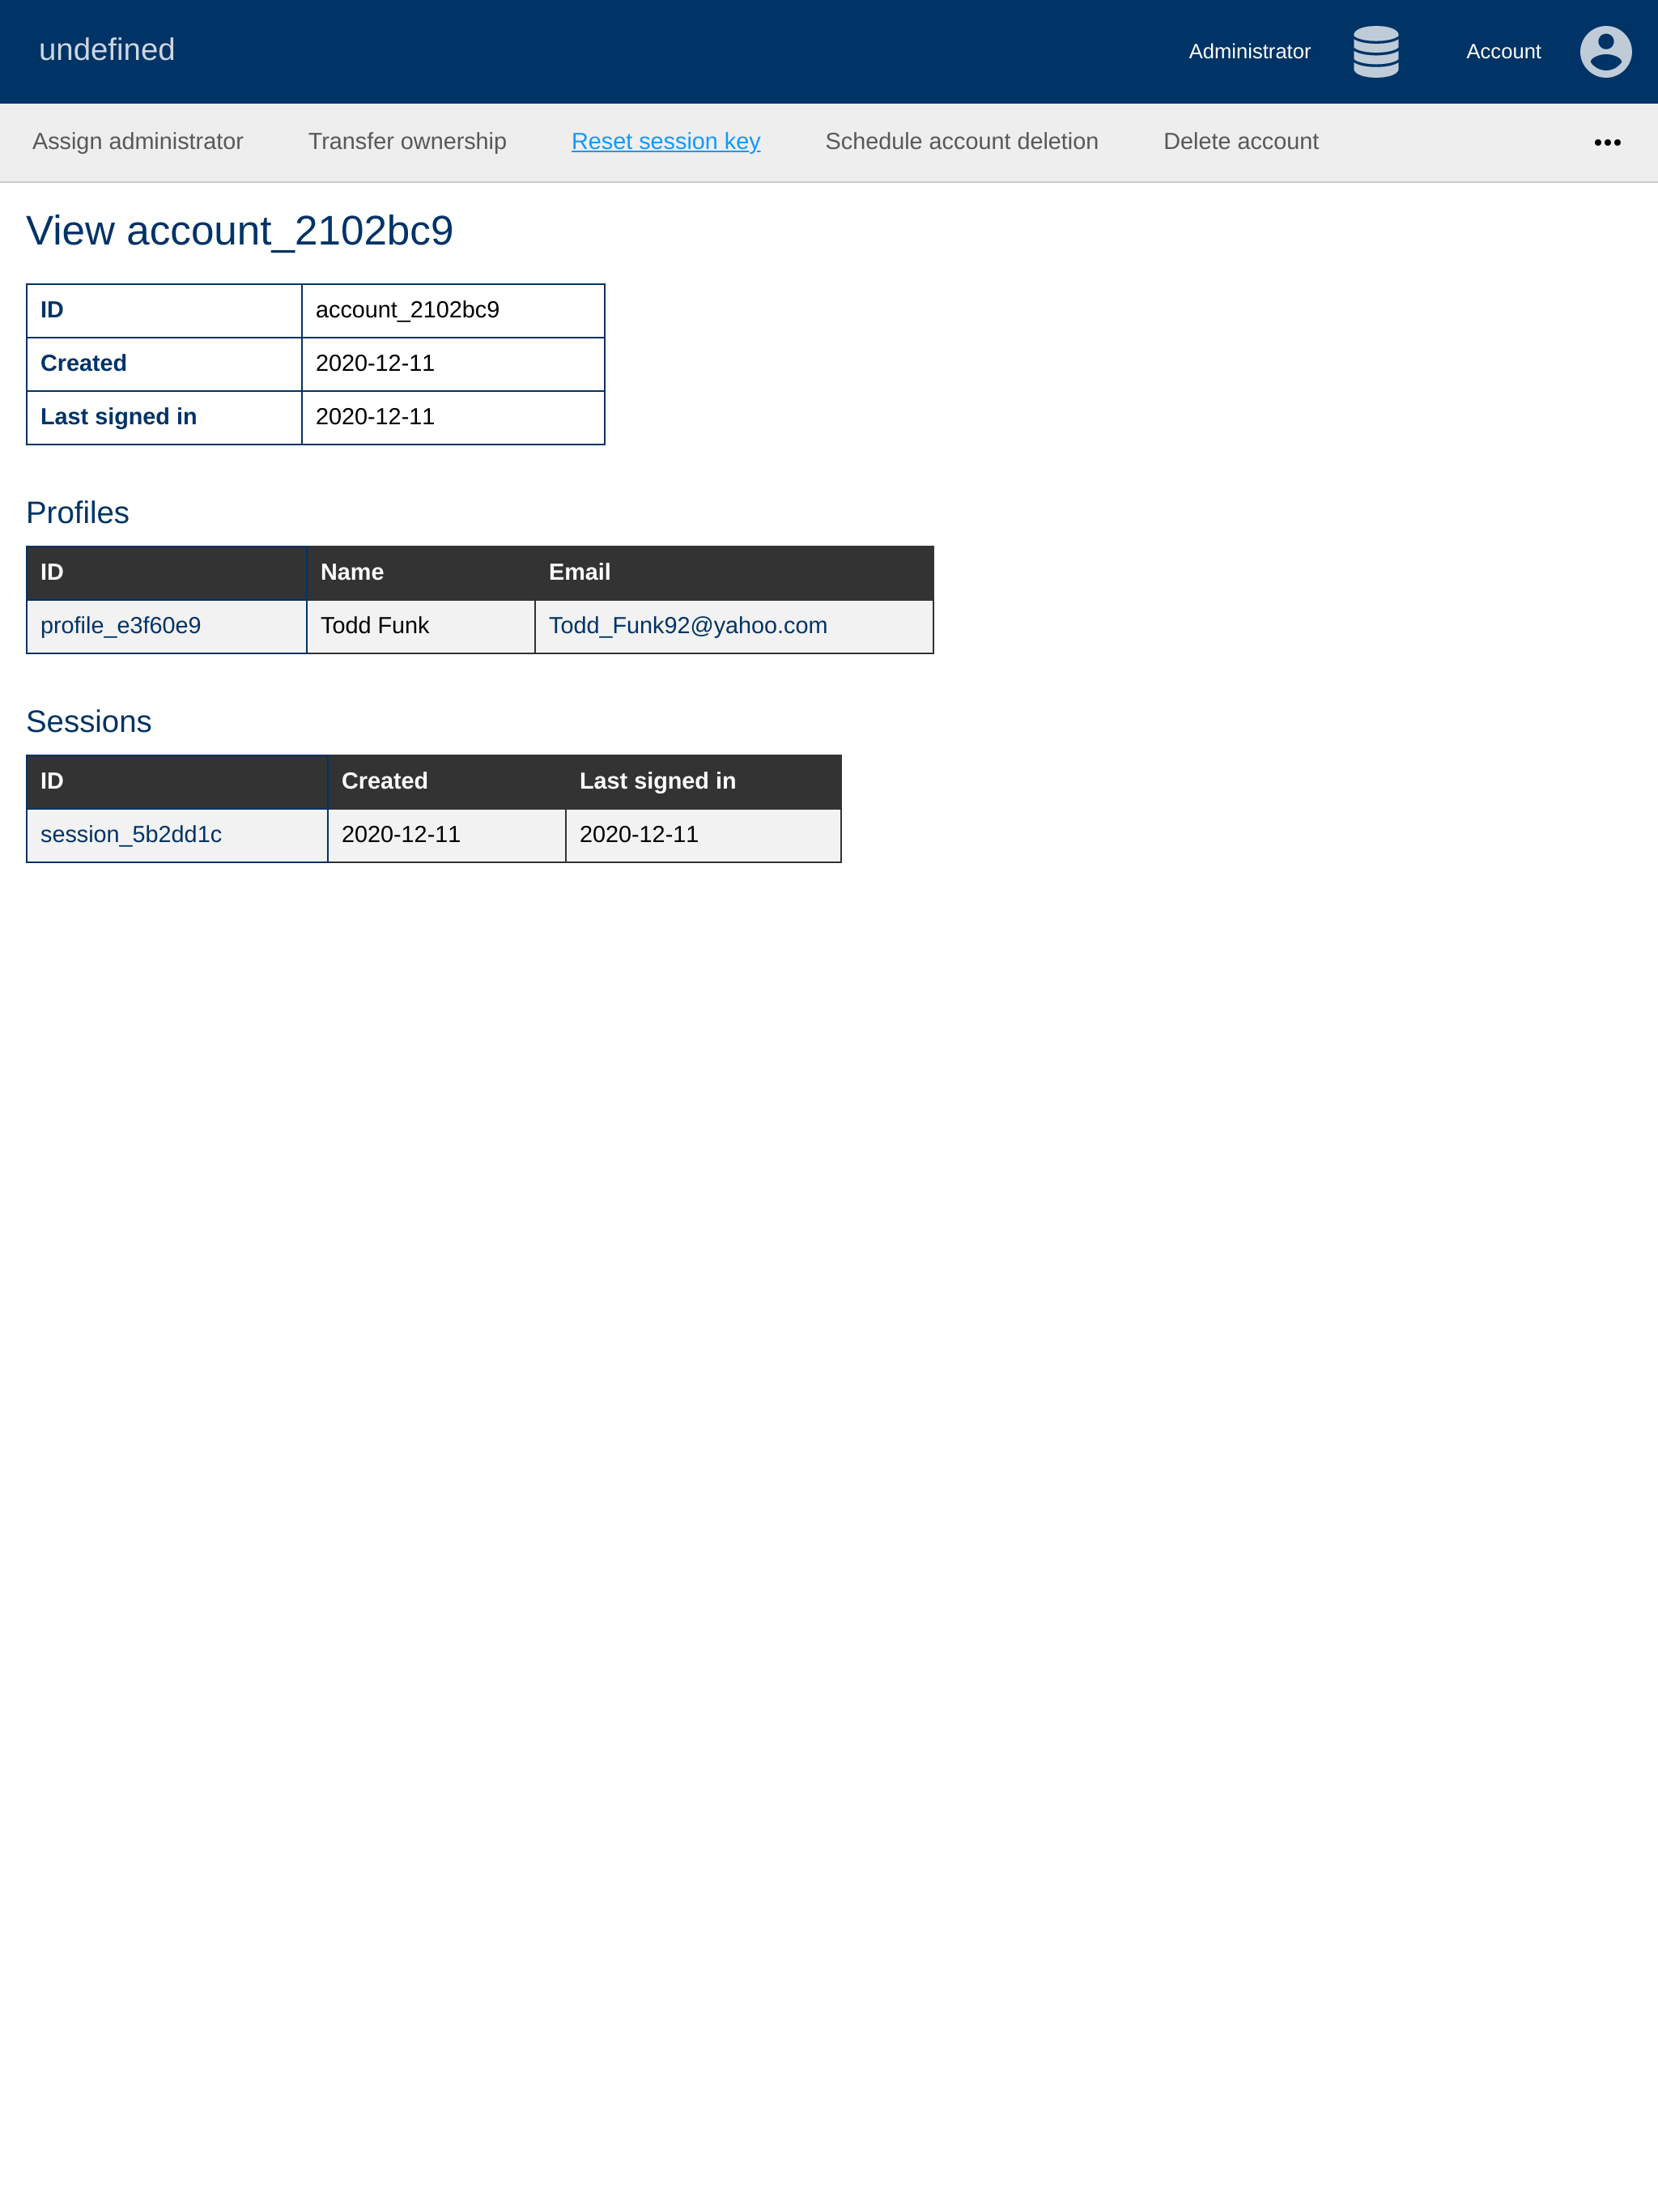 undefined Administrator Account
Assign administrator Transfer ownership Reset session key Schedule account deletion Delete account
View account_2102bc9
ID account_2102bc9
Created 2020-12-11
Last signed in 2020-12-11
Profiles
ID Name Email
profile_e3f60e9 Todd Funk Todd_Funk92@yahoo.com
Sessions
ID Created Last signed in
session_5b2dd1c 2020-12-11 2020-12-11